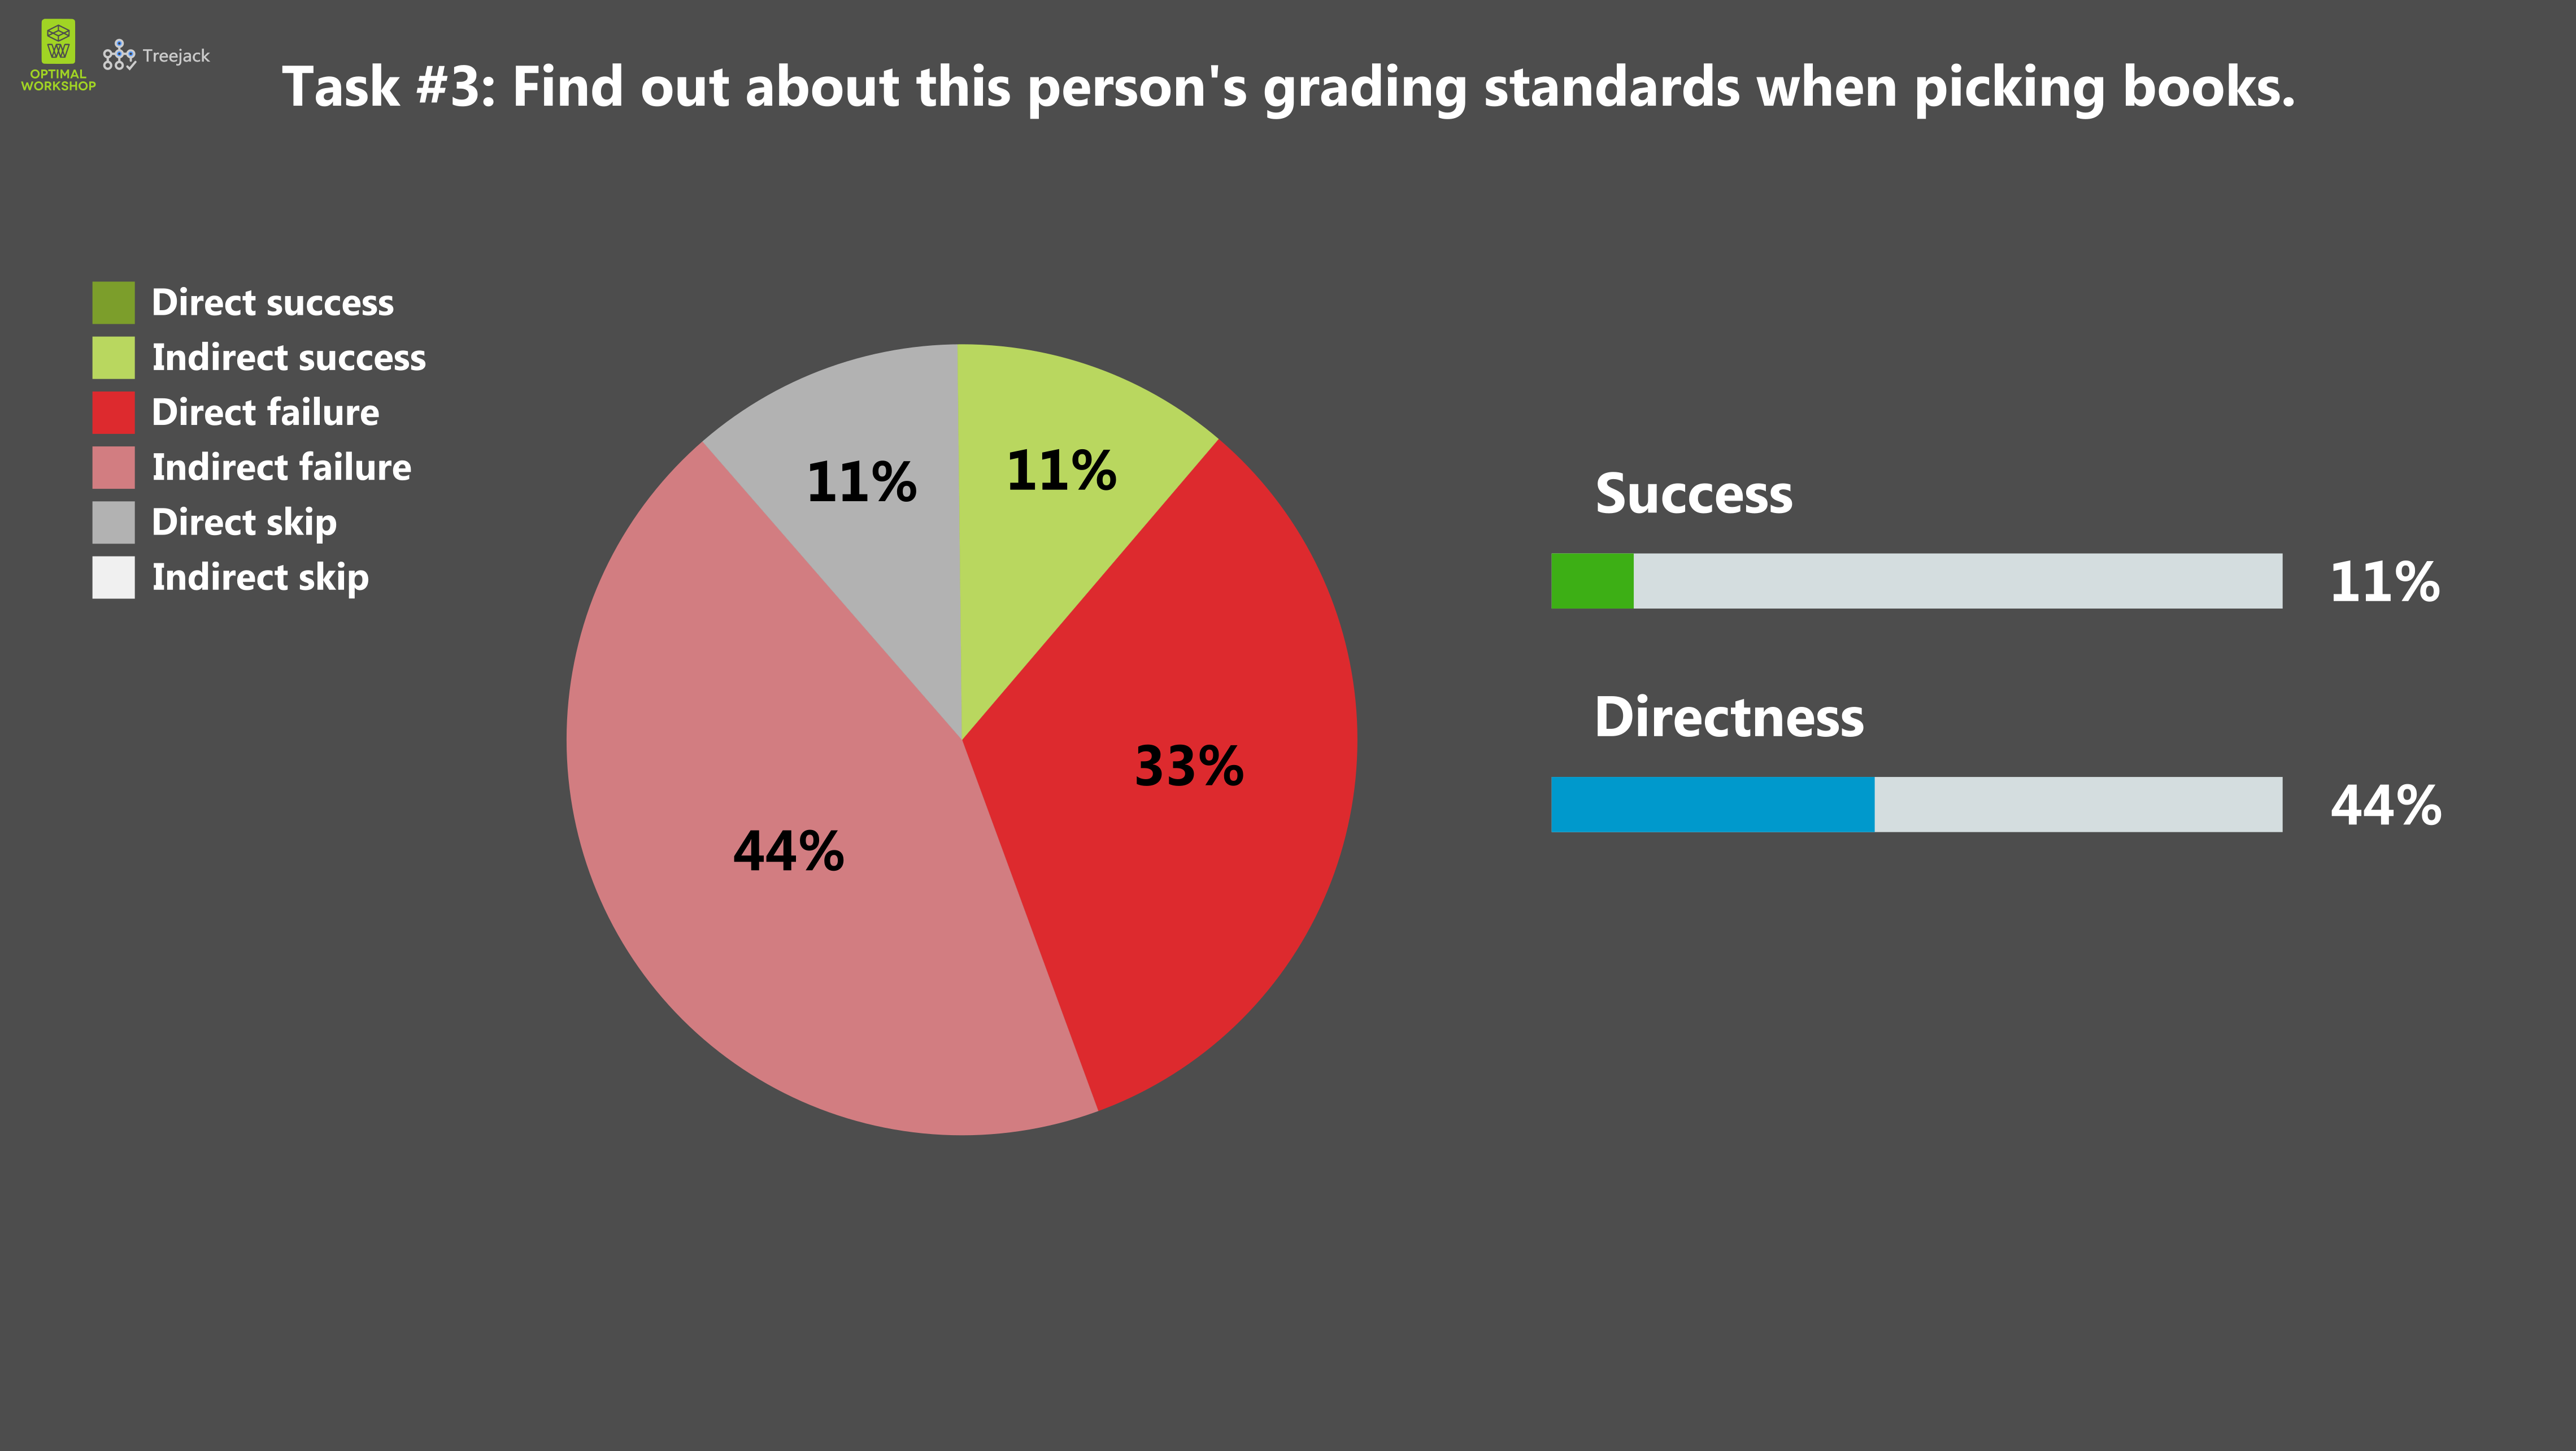 OPTIMAL
WORKSHOP
Treejack
Task #3: Find out about this person's grading standards when picking books.
Direct success
Indirect success
Direct failure
Indirect failure
Direct skip
Indirect skip
11%
11%
33%
44%
Success
11%
Directness
44%